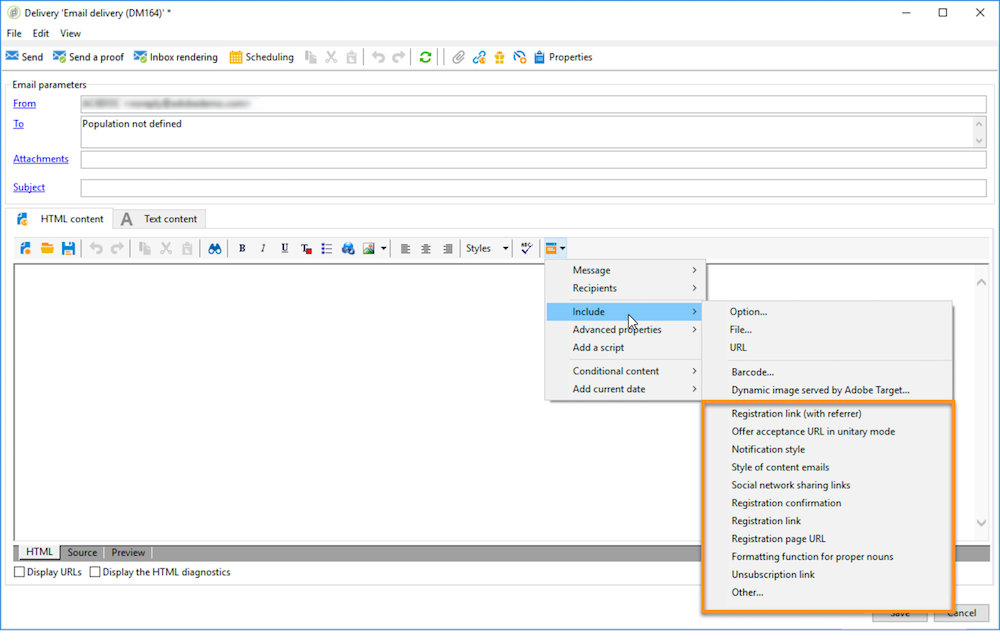 Delivery 'Email delivery (DM164)' *
File Edit View
Send Send a proof Inbox rendering Scheduling Properties
Email parameters
From
To Population not defined
Attachments
Subject
HTML content A Text content
B I U T Styles ABC
Message
Recipients
Include
Advanced properties
Add a script
Conditional content
Add current date
Option...
File...
URL
Barcode...
Dynamic image served by Adobe Target...
Registration link (with referrer)
Offer acceptance URL in unitary mode
Notification style
Style of content emails
Social network sharing links
Registration confirmation
Registration link
Registration page URL
Formatting function for proper nouns
Unsubscription link
Other...
HTML Source Preview
Display URLs Display the HTML diagnostics
Save Cancel